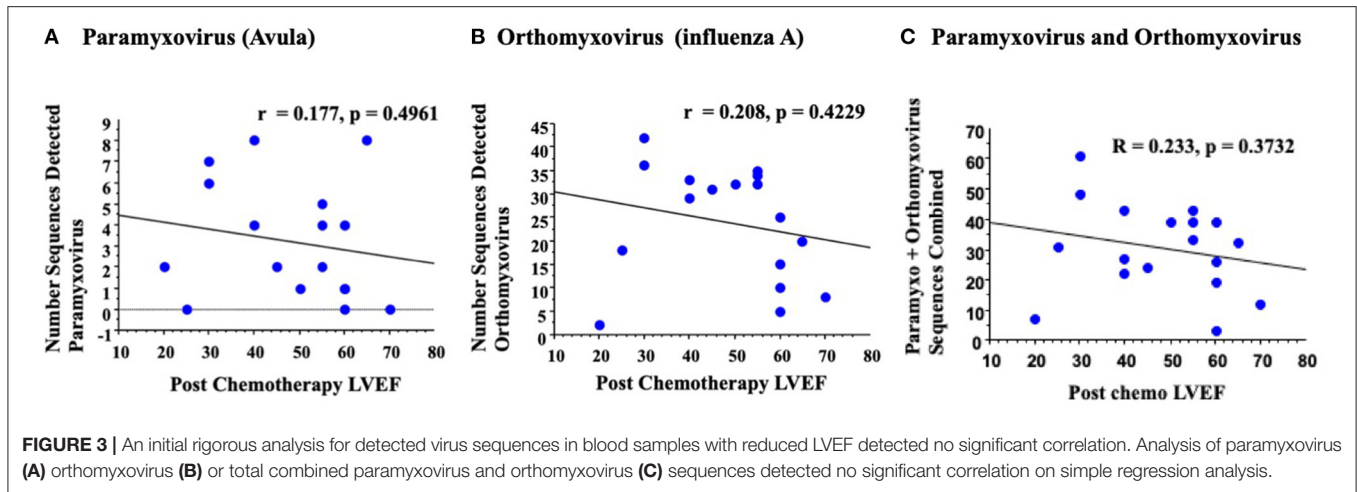 A Paramyxovirus (Avula)
r = 0.177, p = 0.4961
Number Sequences Detected
Paramyxovirus
9
8
7
6
5
4
3
2
1
0
-1
10 20 30 40 50 60 70 80
Post Chemotherapy LVEF
B Orthomyxovirus (influenza A)
r = 0.208, p = 0.4229
Number Sequences Detected
Orthomyxovirus
45
40
35
30
25
20
15
10
5
0
10 20 30 40 50 60 70 80
Post Chemotherapy LVEF
C Paramyxovirus and Orthomyxovirus
R = 0.233, p = 0.3732
Paramyxo + Orthomyxovirus
Sequences Combined
70
60
50
40
30
20
10
0
10 20 30 40 50 60 70 80
Post chemo LVEF
FIGURE 3 | An initial rigorous analysis for detected virus sequences in blood samples with reduced LVEF detected no significant correlation. Analysis of paramyxovirus
(A) orthomyxovirus (B) or total combined paramyxovirus and orthomyxovirus (C) sequences detected no significant correlation on simple regression analysis.